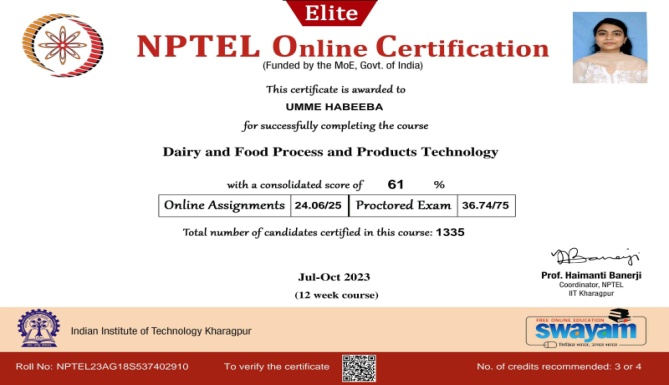 Elite
NPTEL Online Certification
(Funded by the MoE, Govt. of India)
This certificate is awarded to
UMME HABEEBA
for successfully completing the course
Dairy and Food Process and Products Technology
with a consolidated score of 61 %
Online Assignments 24.06/25 Proctored Exam 36.74/75
Total number of candidates certified in this course: 1335
Jul-Oct 2023
(12 week course)
Prof. Haimanti Banerji
Coordinator, NPTEL
IIT Kharagpur
Indian Institute of Technology Kharagpur
FREE ONLINE EDUCATION
swayam
शिक्षित भारत, उन्नत भारत
Roll No: NPTEL23AG18S537402910 To verify the certificate No. of credits recommended: 3 or 4